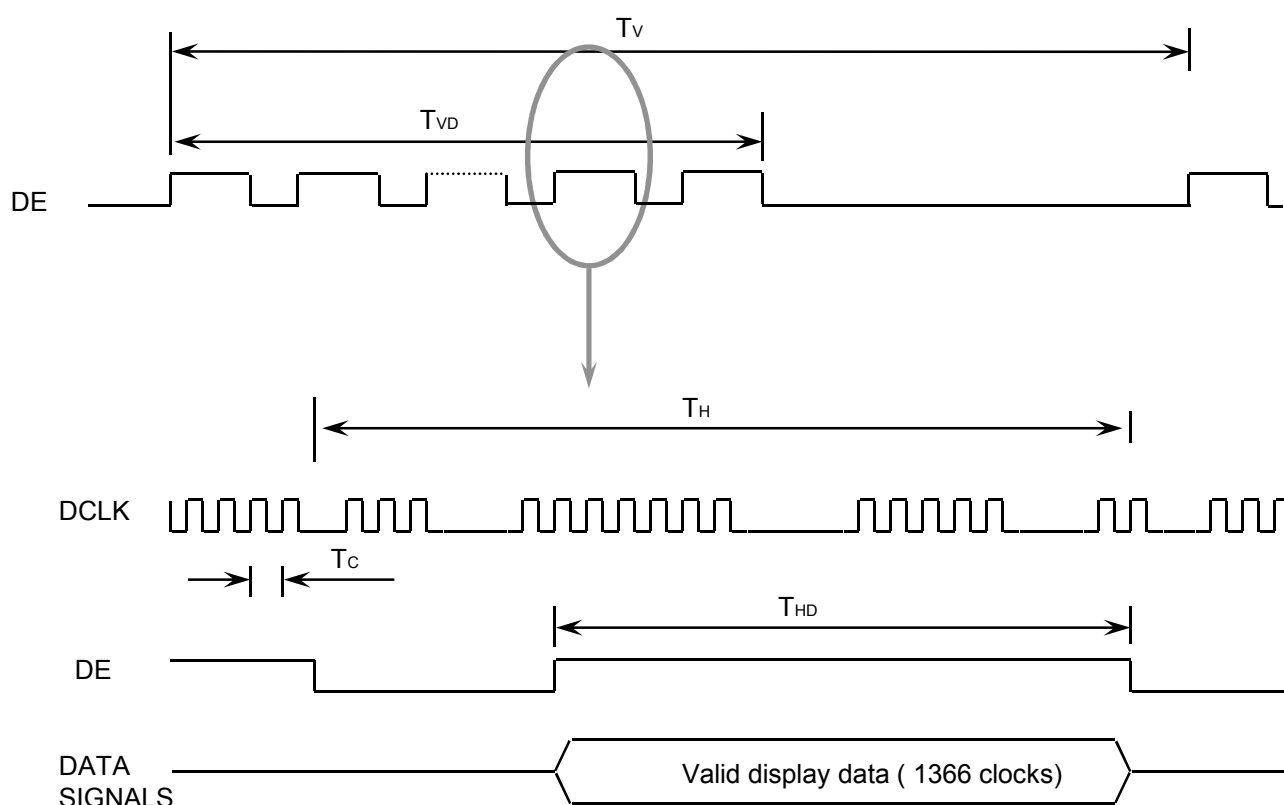 TV
TVD
DE
TH
DCLK
TC
THD
DE
DATA
SIGNALS
Valid display data ( 1366 clocks)